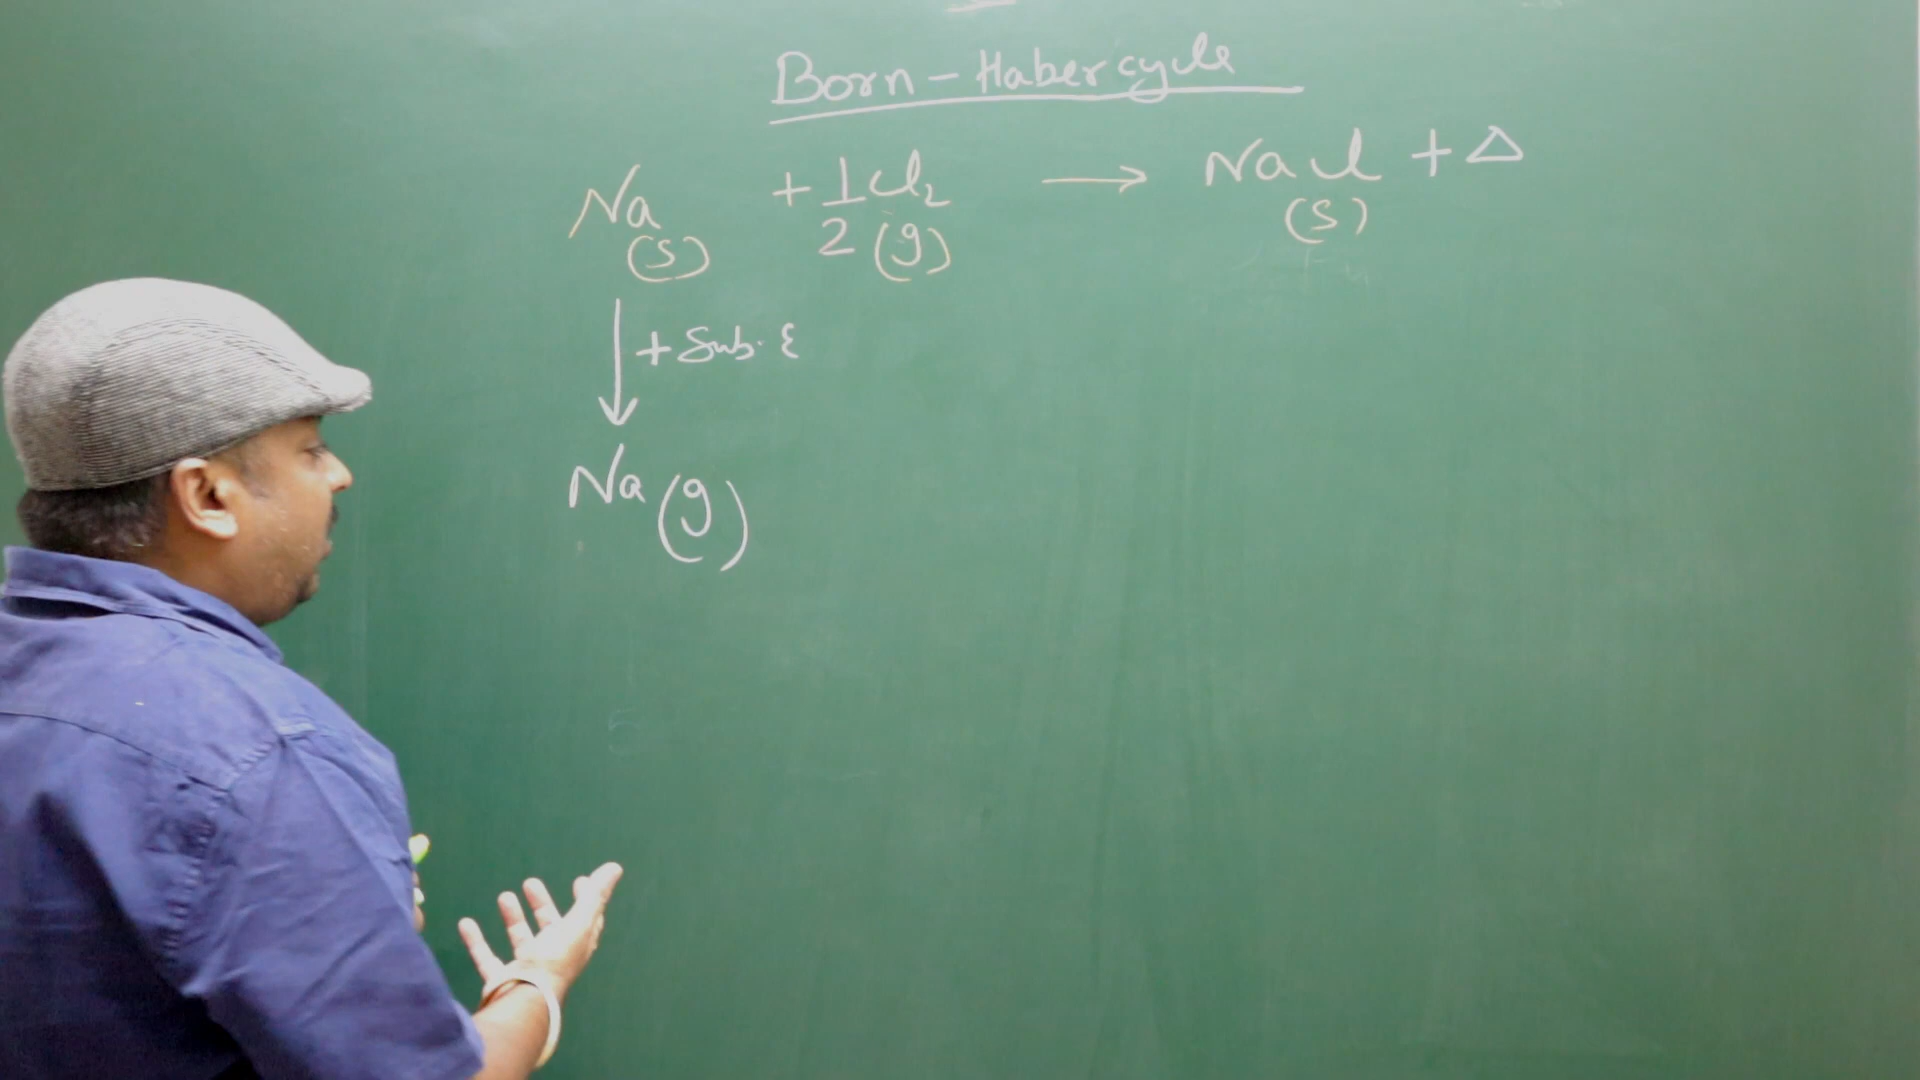 Born - Haber cycle
Na(s) + 1/2 Cl2(g) → NaCl(s) + Δ
↓ + Sub. E
Na(g)